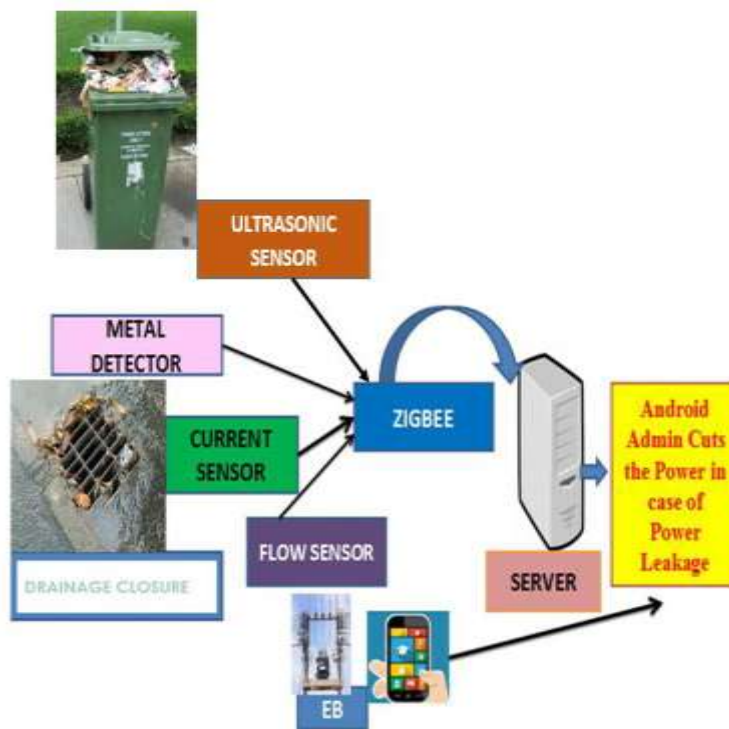 ULTRASONIC
SENSOR
METAL
DETECTOR
ZIGBEE
CURRENT
SENSOR
FLOW SENSOR
DRAINAGE CLOSURE
SERVER
Android
Admin Cuts
the Power in
case of
Power
Leakage
EB